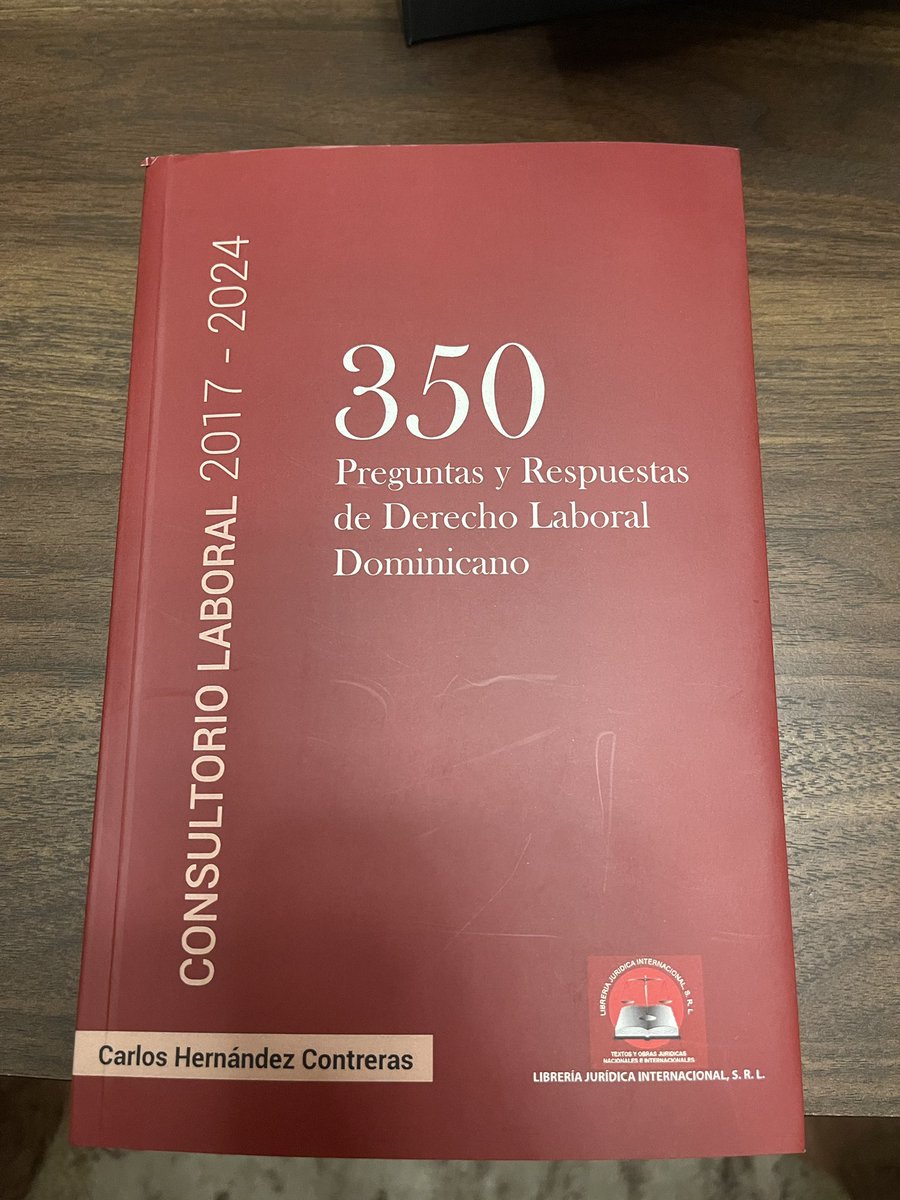 CONSULTORIO LABORAL 2017 - 2024
350
Preguntas y Respuestas
de Derecho Laboral
Dominicano
Carlos Hernández Contreras
LIBRERÍA JURÍDICA INTERNACIONAL, S. R. L.
TEXTOS Y OBRAS JURIDICAS
NACIONALES E INTERNACIONALES
LIBRERÍA JURÍDICA INTERNACIONAL, S. R. L.